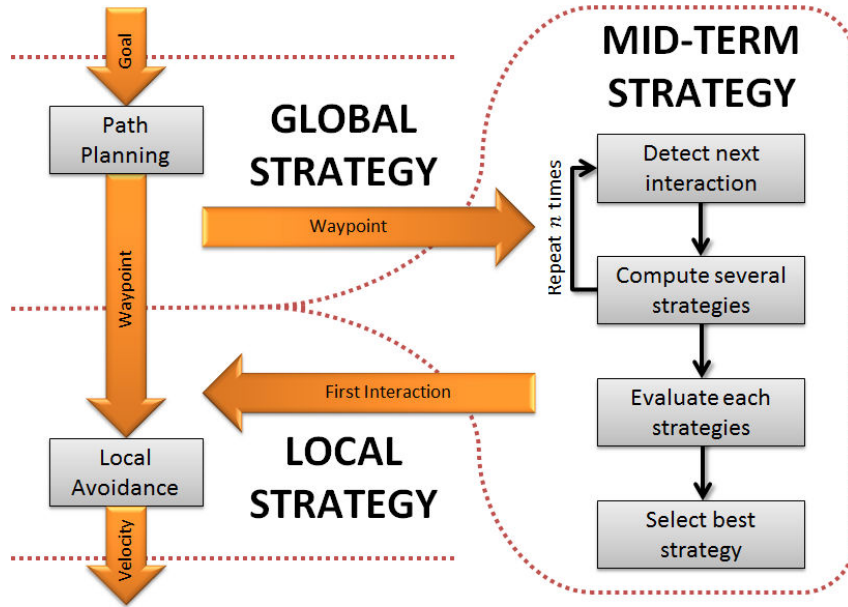 Goal
Path
Planning
GLOBAL
STRATEGY
Waypoint
Waypoint
First Interaction
Local
Avoidance
LOCAL
STRATEGY
Velocity
MID-TERM
STRATEGY
Detect next
interaction
Repeat n times
Compute several
strategies
Evaluate each
strategies
Select best
strategy